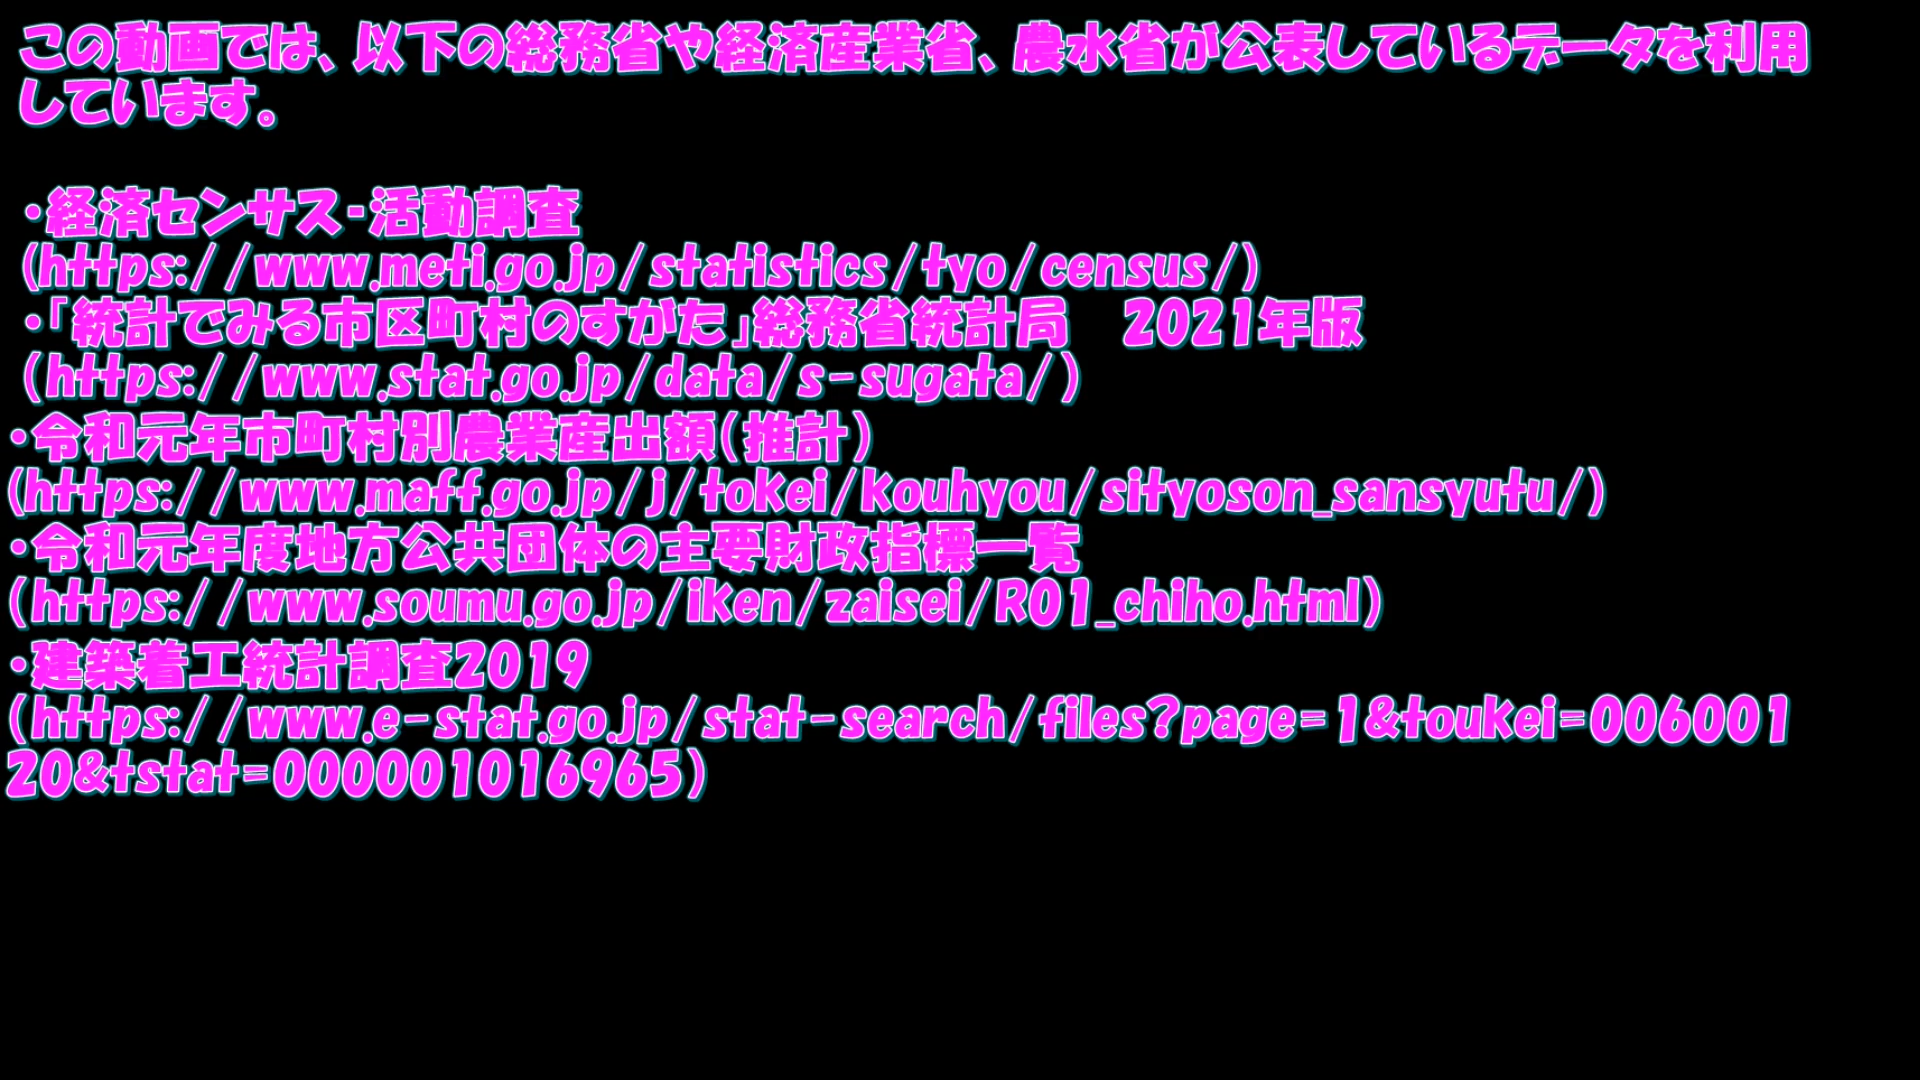 この動画では、以下の総務省や経済産業省、農水省が公表しているデータを利用
しています。
・経済センサス‐活動調査
(https://www.meti.go.jp/statistics/tyo/census/)
・「統計でみる市区町村のすがた」総務省統計局　2021年版
(https://www.stat.go.jp/data/s-sugata/)
・令和元年市町村別農業産出額(推計)
(https://www.maff.go.jp/j/tokei/kouhyou/sityoson_sansyutu/)
・令和元年度地方公共団体の主要財政指標一覧
(https://www.soumu.go.jp/iken/zaisei/R01_chiho.html)
・建築着工統計調査2019
(https://www.e-stat.go.jp/stat-search/files?page=1&toukei=006001
20&tstat=000001016965)